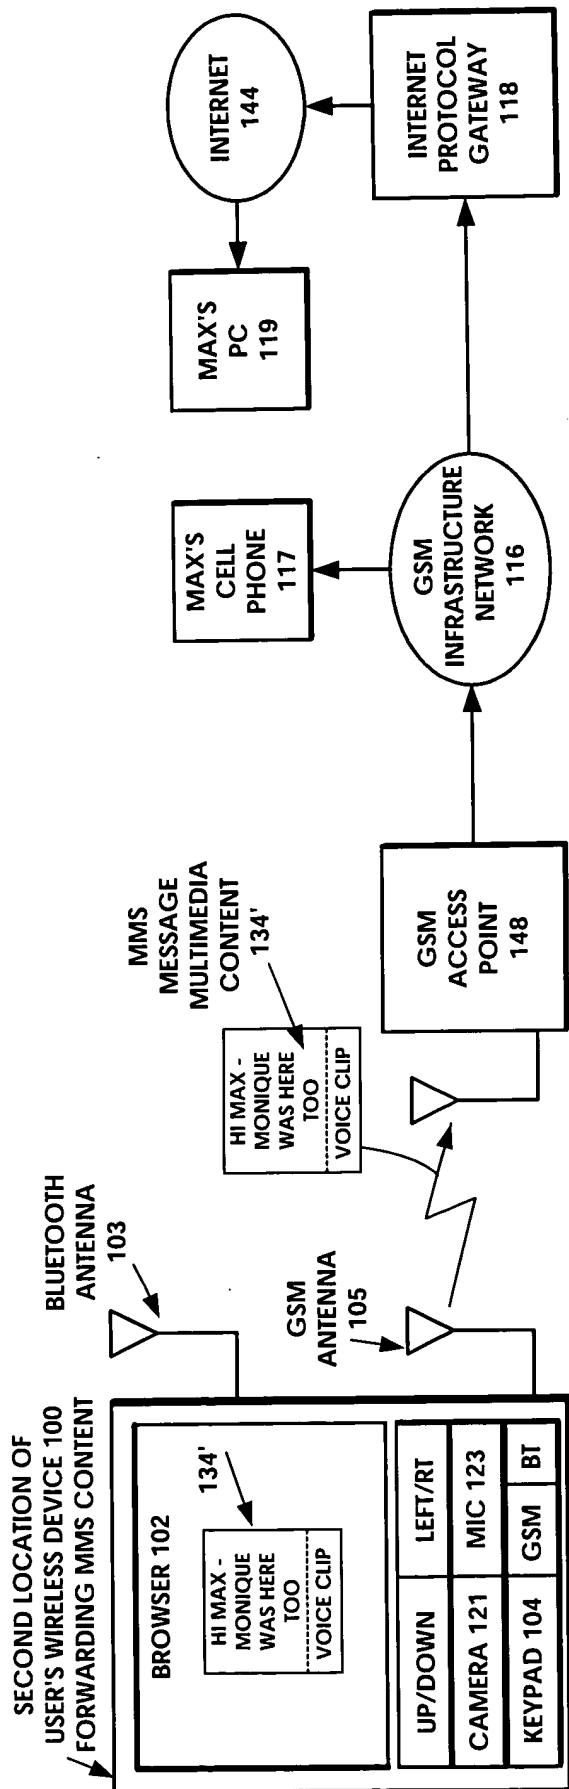 SECOND LOCATION OF
USER'S WIRELESS DEVICE 100
FORWARDING MMS CONTENT
BROWSER 102
HI MAX -
MONIQUE
WAS HERE
TOO
VOICE CLIP
134'
UP/DOWN
LEFT/RT
CAMERA 121
MIC 123
KEYPAD 104
GSM
BT
BLUETOOTH
ANTENNA
103
GSM
ANTENNA
105
HI MAX -
MONIQUE
WAS HERE
TOO
VOICE CLIP
MMS
MESSAGE
MULTIMEDIA
CONTENT
134'
GSM
ACCESS
POINT
148
GSM
INFRASTRUCTURE
NETWORK
116
MAX'S
CELL
PHONE
117
MAX'S
PC
119
INTERNET
144
INTERNET
PROTOCOL
GATEWAY
118